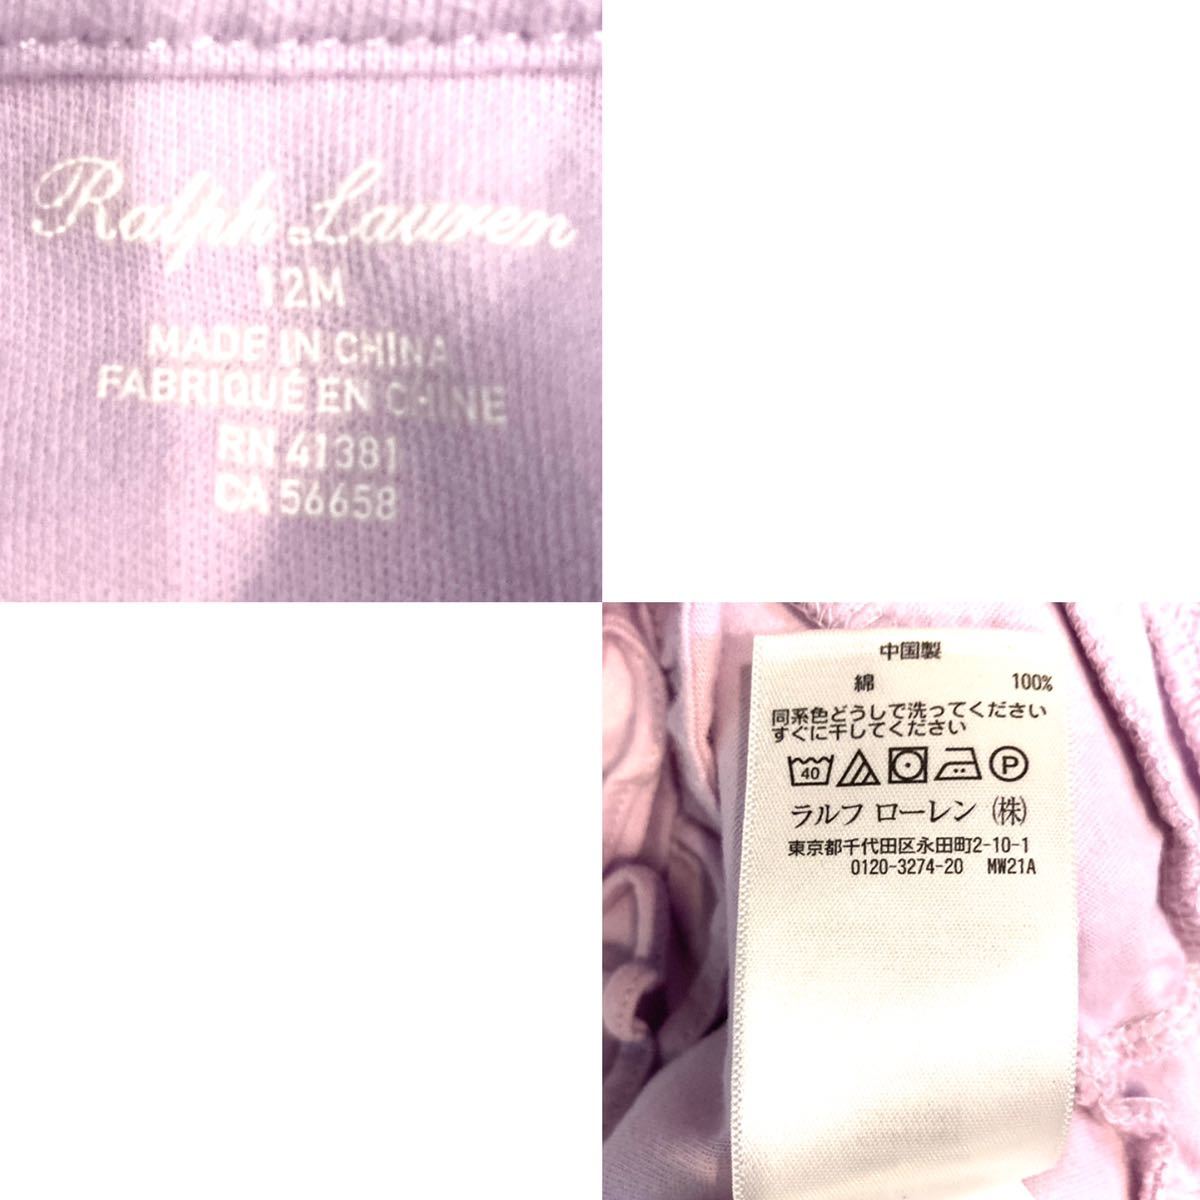 Ralph Lauren
12M
MADE IN CHINA
FABRIQUÉ EN CHINE
RN 41381
CA 56658
中国製
綿 100%
同系色どうしで洗ってください
すぐに干してください
40 P
ラルフ ローレン (株)
東京都千代田区永田町2-10-1
0120-3274-20 MW21A